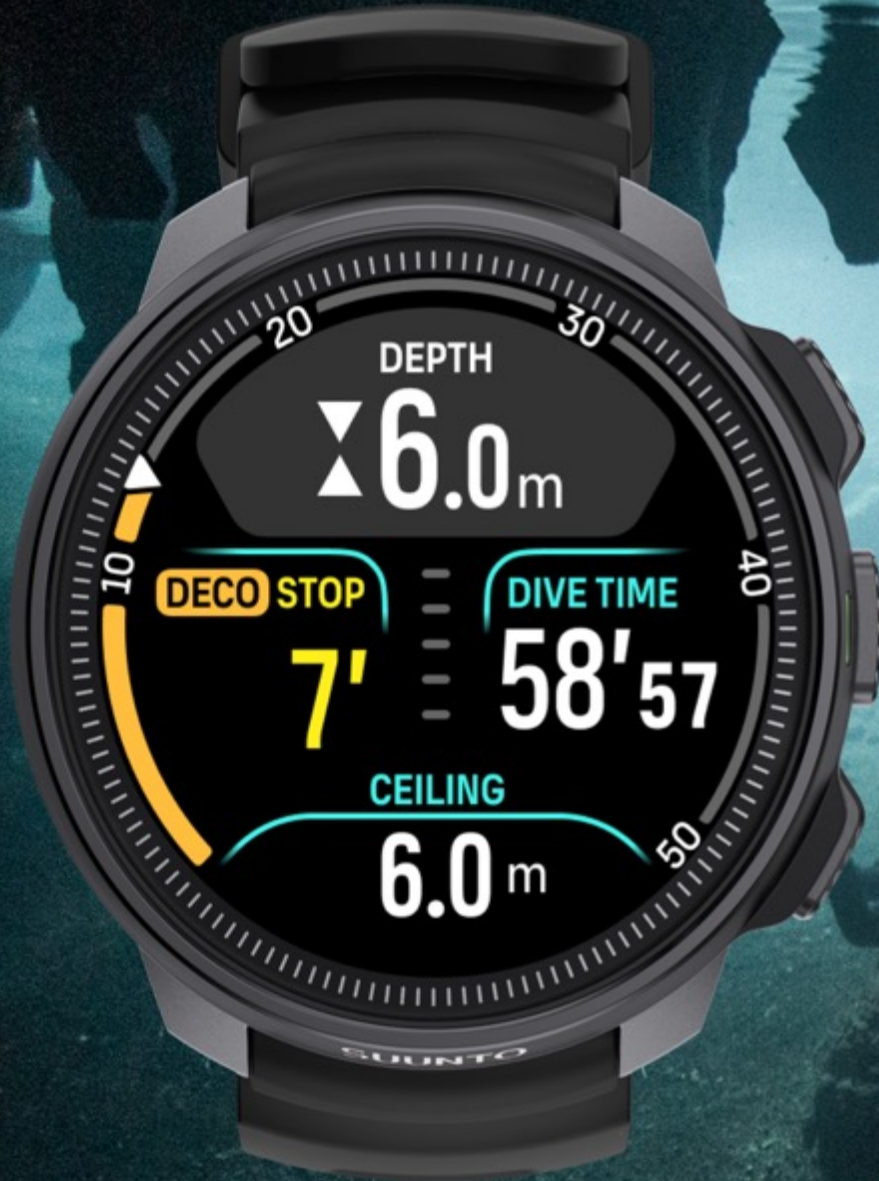 20
30
DEPTH
6.0m
10
40
DECO STOP
DIVE TIME
7'
58'57
CEILING
6.0 m
50
SUUNTO